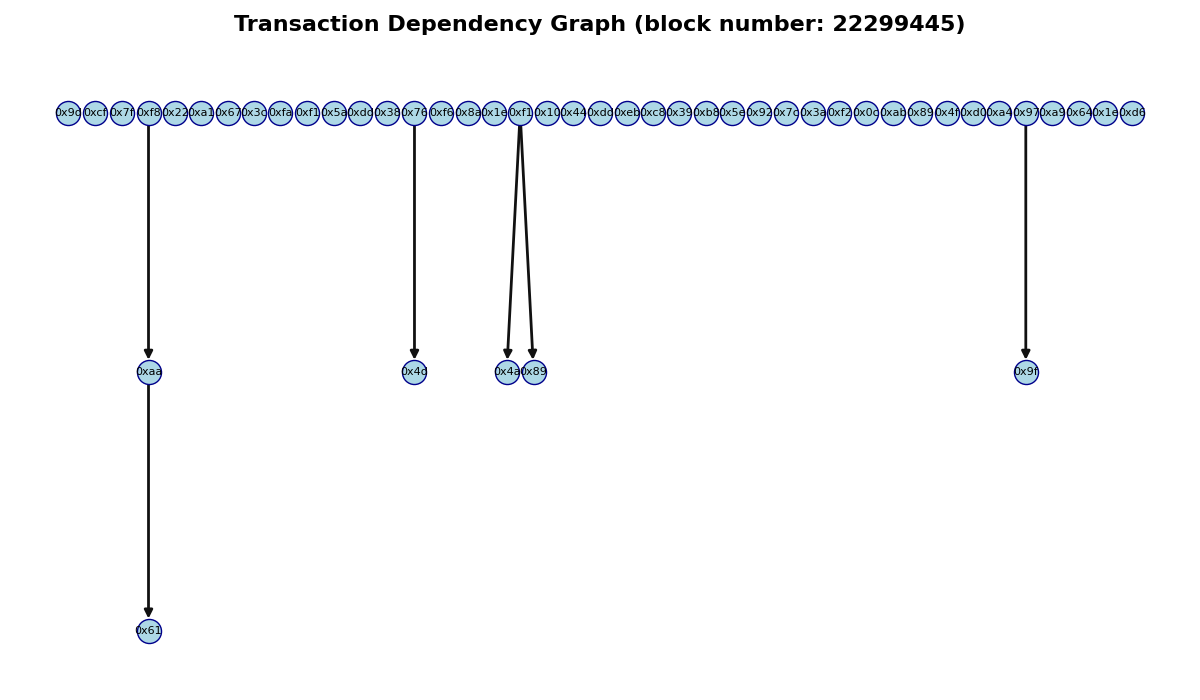 Transaction Dependency Graph (block number: 22299445)
0x9d 0xcf 0x7f 0xf8 0x22 0xa1 0x67 0x3c 0xfa 0xf1 0x5a 0xdd 0x38 0x76 0xf6 0x8a 0x1e 0xf1 0x10 0x44 0xdc 0xeb 0xc8 0x39 0xb8 0x5e 0x92 0x7c 0x3a 0xf2 0x0c 0xab 0x89 0x4f 0xd0 0xa4 0x97 0xa9 0x64 0x1e 0xd6
0xaa 0x4d 0x4a 0x89 0x9f
0x61